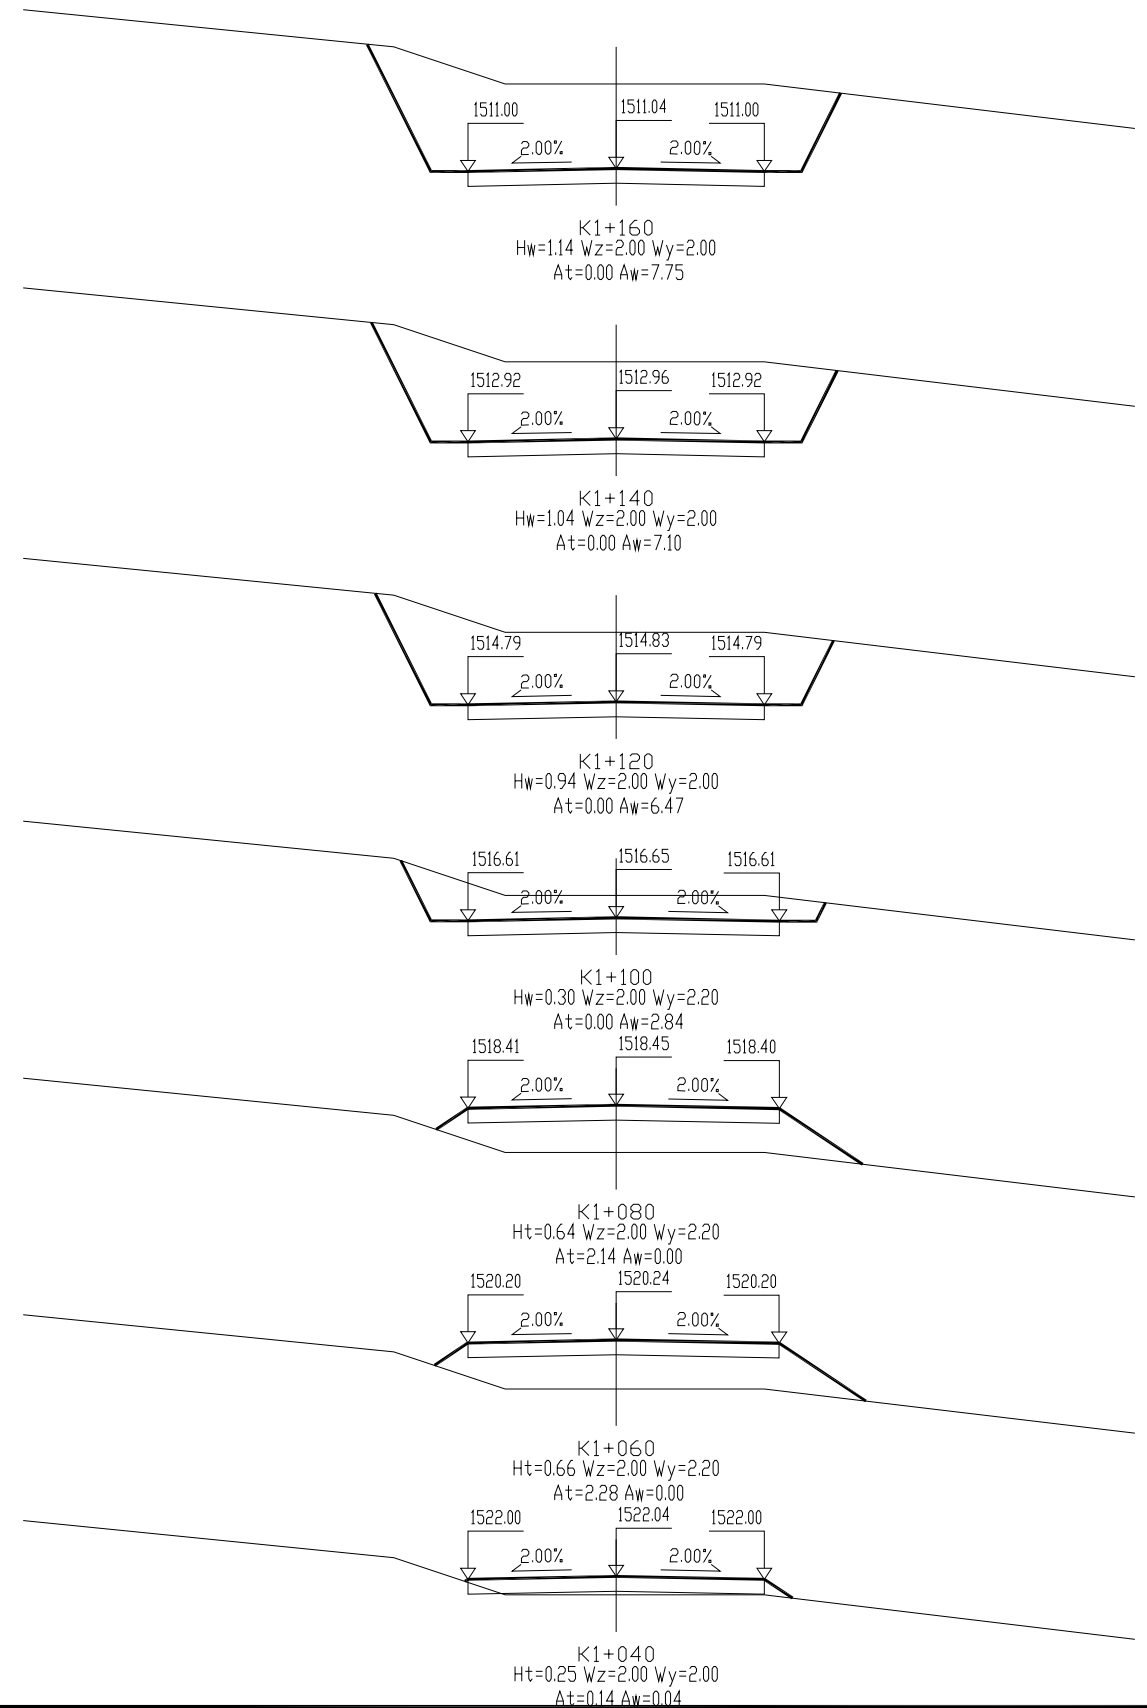 1511.00 1511.04 1511.00
2.00% 2.00%
K1+160
Hw=1.14 Wz=2.00 Wy=2.00
At=0.00 Aw=7.75
1512.92 1512.96 1512.92
2.00% 2.00%
K1+140
Hw=1.04 Wz=2.00 Wy=2.00
At=0.00 Aw=7.10
1514.79 1514.83 1514.79
2.00% 2.00%
K1+120
Hw=0.94 Wz=2.00 Wy=2.00
At=0.00 Aw=6.47
1516.61 1516.65 1516.61
2.00% 2.00%
K1+100
Hw=0.30 Wz=2.00 Wy=2.20
At=0.00 Aw=2.84
1518.41 1518.45 1518.40
2.00% 2.00%
K1+080
Ht=0.64 Wz=2.00 Wy=2.20
At=2.14 Aw=0.00
1520.20 1520.24 1520.20
2.00% 2.00%
K1+060
Ht=0.66 Wz=2.00 Wy=2.20
At=2.28 Aw=0.00
1522.00 1522.04 1522.00
2.00% 2.00%
K1+040
Ht=0.25 Wz=2.00 Wy=2.00
At=0.14 Aw=0.04